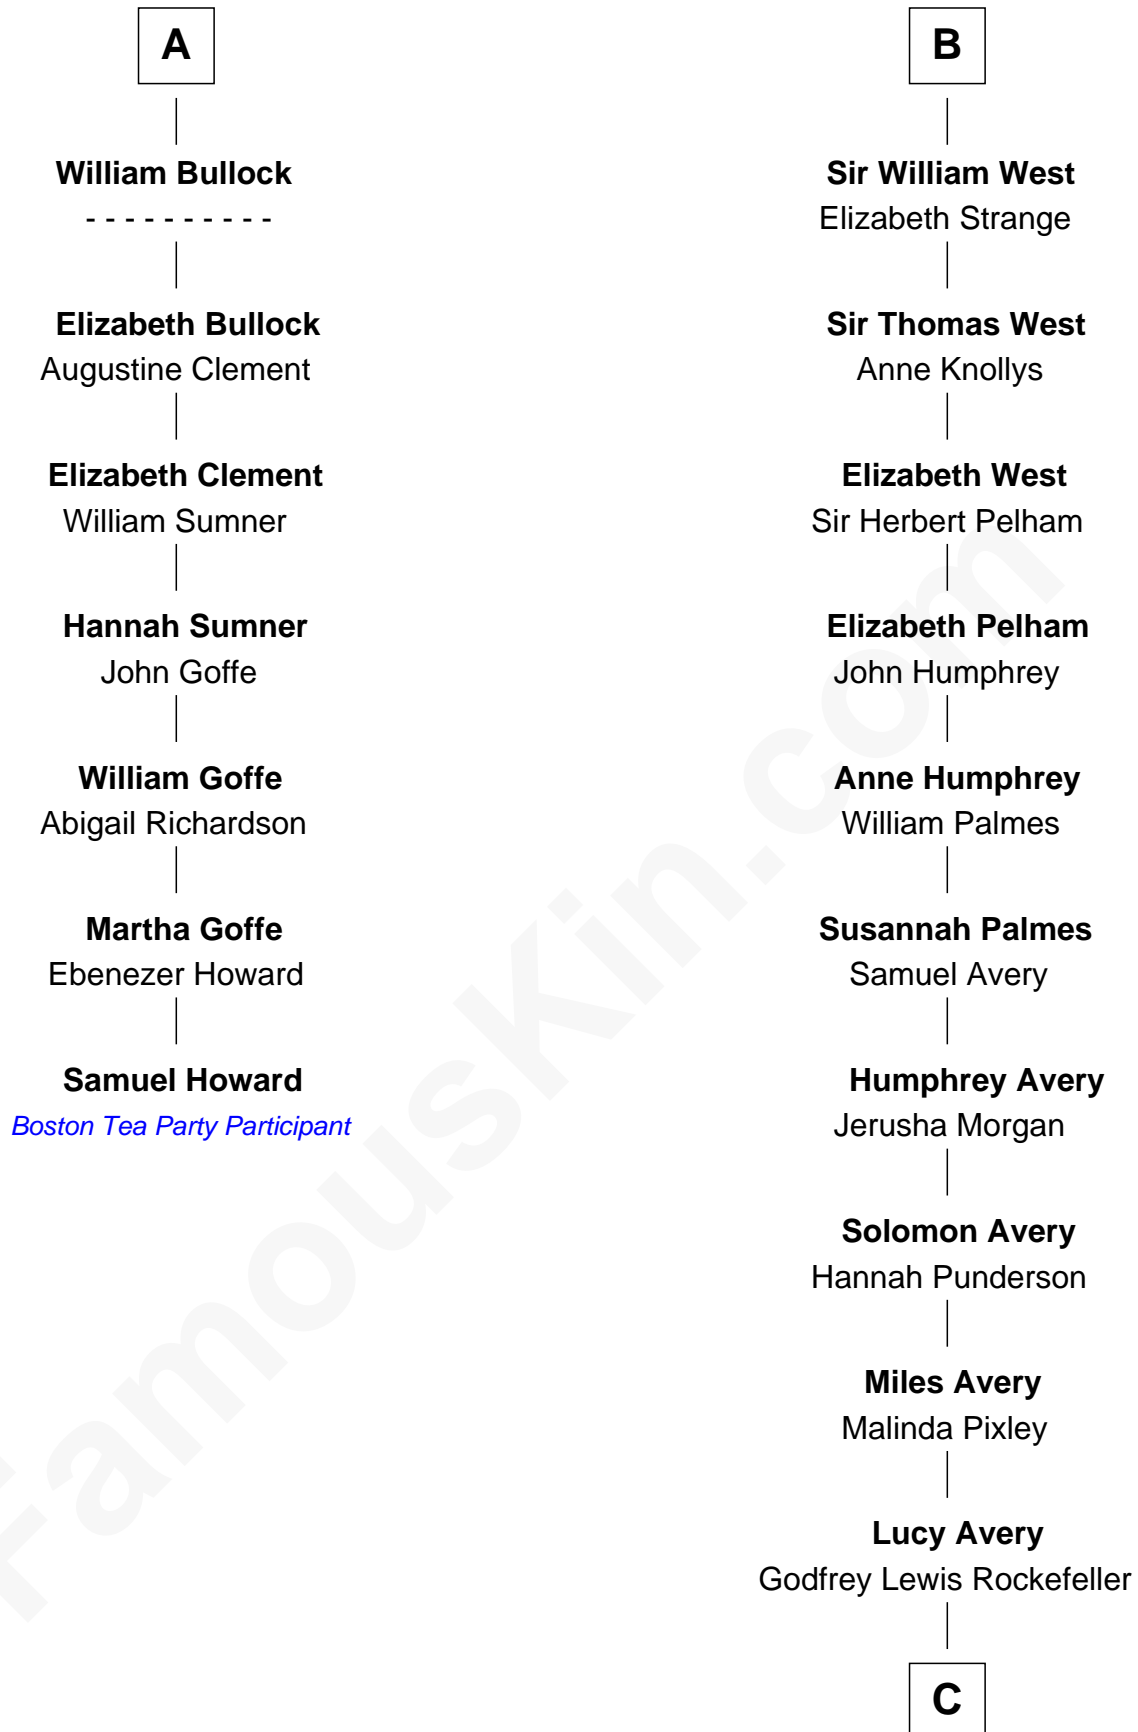 A
William Bullock
- - - - - - - - - -
Elizabeth Bullock
Augustine Clement
Elizabeth Clement
William Sumner
Hannah Sumner
John Goffe
William Goffe
Abigail Richardson
Martha Goffe
Ebenezer Howard
Samuel Howard
Boston Tea Party Participant
B
Sir William West
Elizabeth Strange
Sir Thomas West
Anne Knollys
Elizabeth West
Sir Herbert Pelham
Elizabeth Pelham
John Humphrey
Anne Humphrey
William Palmes
Susannah Palmes
Samuel Avery
Humphrey Avery
Jerusha Morgan
Solomon Avery
Hannah Punderson
Miles Avery
Malinda Pixley
Lucy Avery
Godfrey Lewis Rockefeller
C
FamousKin.com